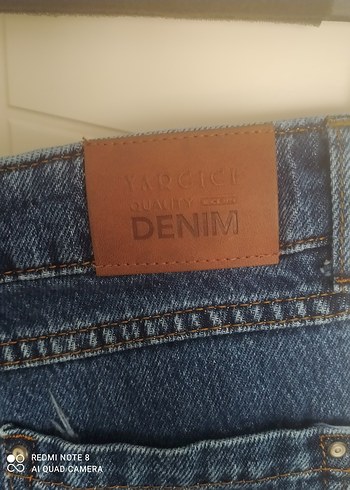 YARGICI
QUALITY
DENIM
REDMI NOTE 8
AI QUAD CAMERA